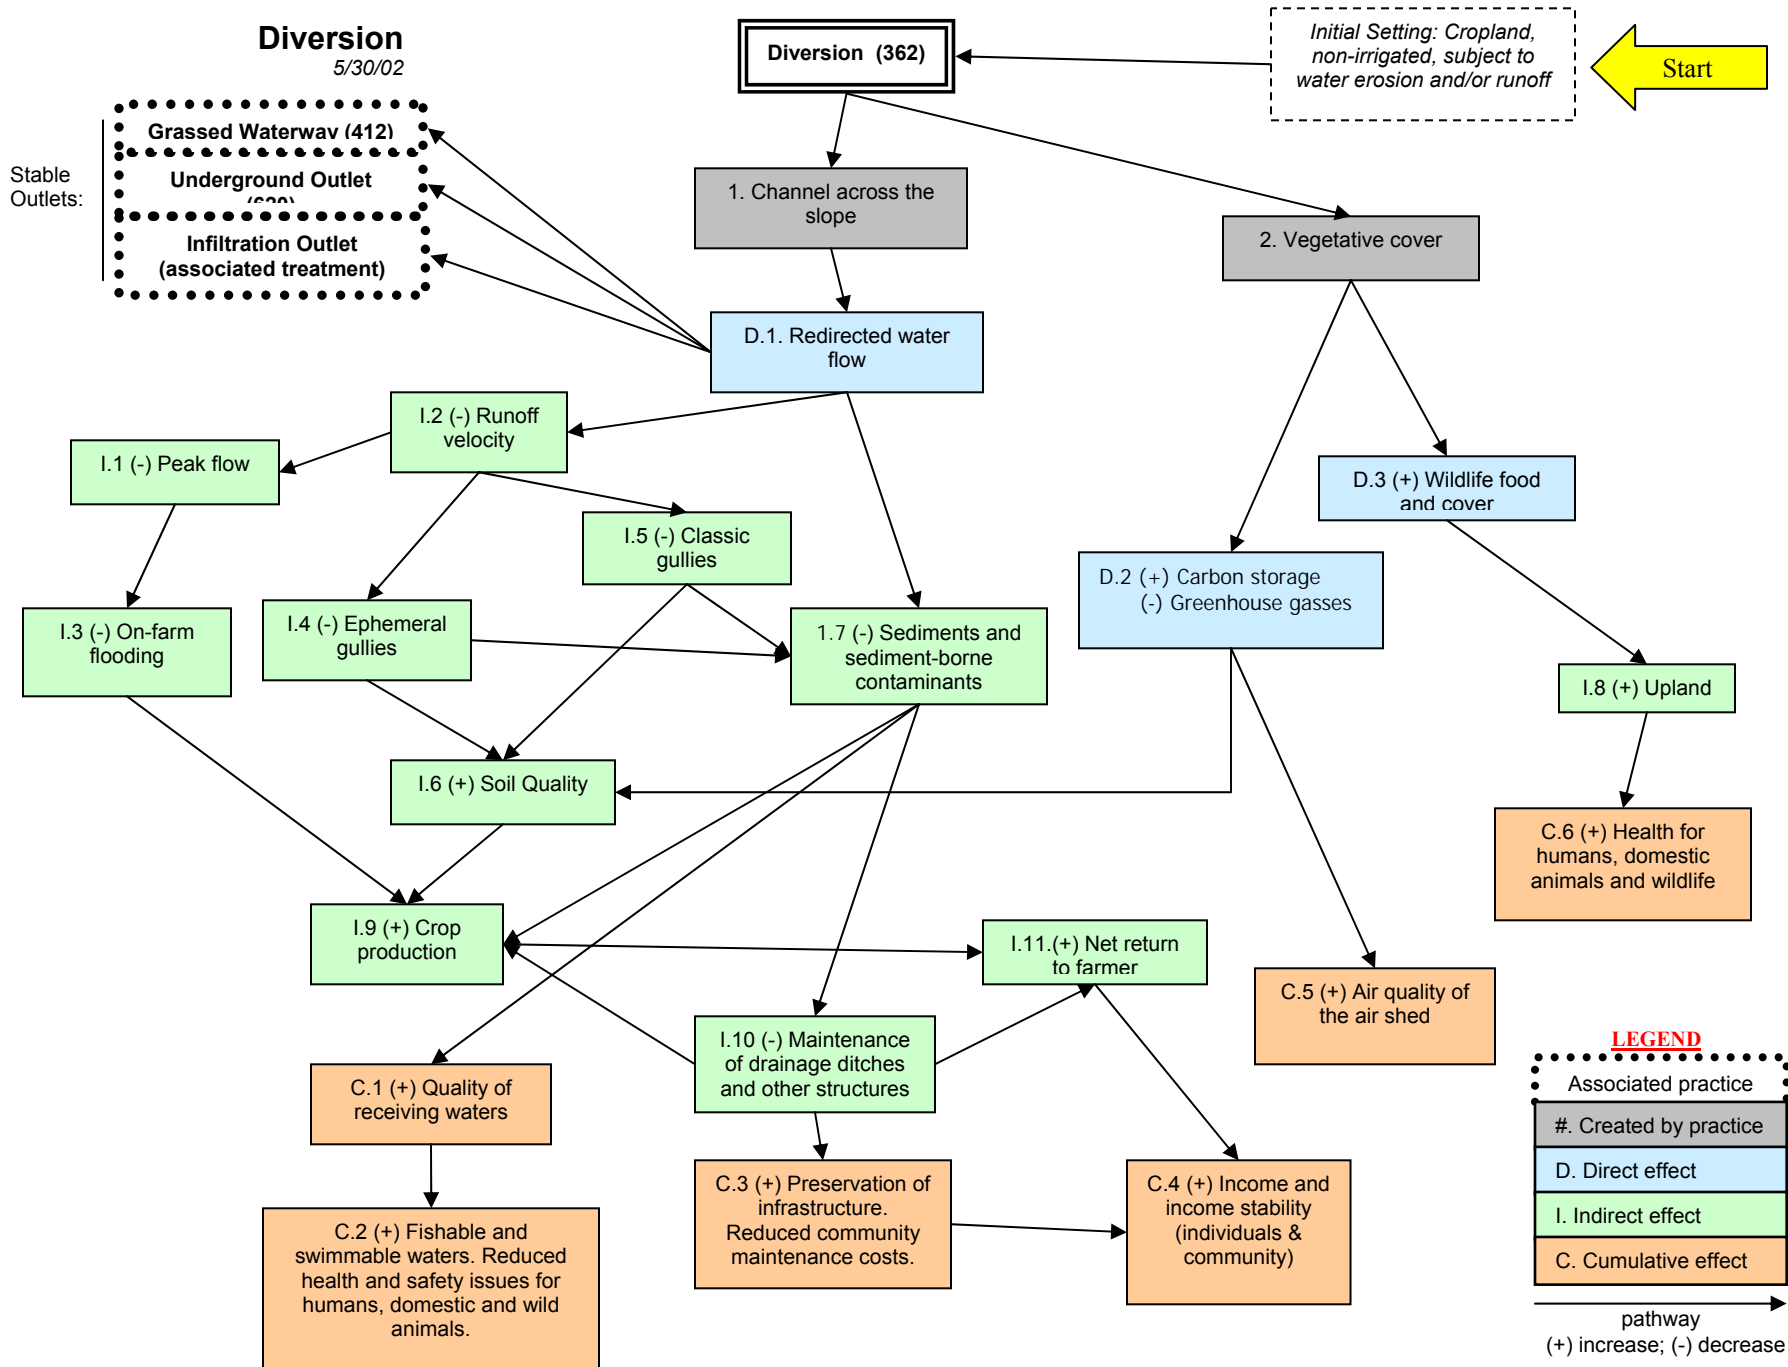 Diversion
5/30/02
Diversion (362)
Initial Setting: Cropland,
non-irrigated, subject to
water erosion and/or runoff
Start
Stable
Outlets:
Grassed Waterway (412)
Underground Outlet
(620)
Infiltration Outlet
(associated treatment)
1. Channel across the
slope
2. Vegetative cover
D.1. Redirected water
flow
I.2 (-) Runoff
velocity
I.1 (-) Peak flow
D.3 (+) Wildlife food
and cover
I.5 (-) Classic
gullies
D.2 (+) Carbon storage
(-) Greenhouse gasses
I.3 (-) On-farm
flooding
I.4 (-) Ephemeral
gullies
1.7 (-) Sediments and
sediment-borne
contaminants
I.8 (+) Upland
I.6 (+) Soil Quality
C.6 (+) Health for
humans, domestic
animals and wildlife
I.9 (+) Crop
production
I.11.(+) Net return
to farmer
C.5 (+) Air quality of
the air shed
I.10 (-) Maintenance
of drainage ditches
and other structures
C.1 (+) Quality of
receiving waters
C.3 (+) Preservation of
infrastructure.
Reduced community
maintenance costs.
C.4 (+) Income and
income stability
(individuals &
community)
C.2 (+) Fishable and
swimmable waters. Reduced
health and safety issues for
humans, domestic and wild
animals.
LEGEND
Associated practice
#. Created by practice
D. Direct effect
I. Indirect effect
C. Cumulative effect
pathway
(+) increase; (-) decrease